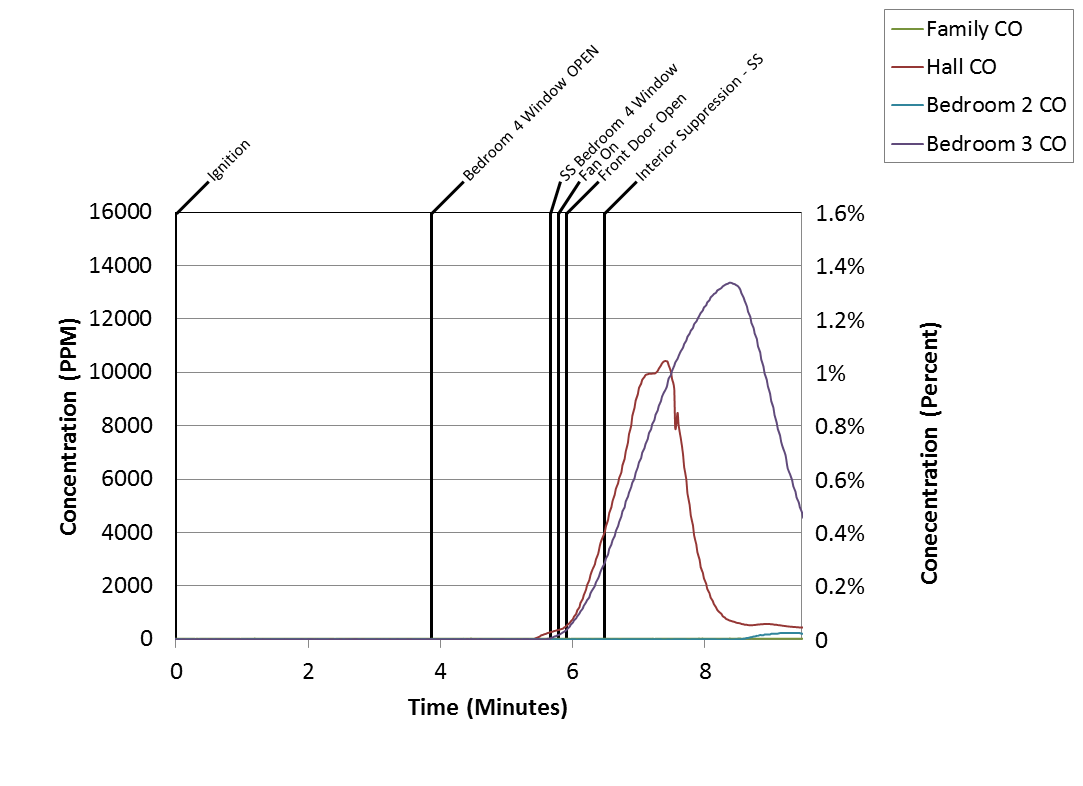 Family CO
Hall CO
Bedroom 2 CO
Bedroom 3 CO
Ignition
Bedroom 4 Window OPEN
SS Bedroom 4 Window
Fan On
Front Door Open
Interior Suppression - SS
16000
14000
12000
10000
8000
6000
4000
2000
0
Concentration (PPM)
1.6%
1.4%
1.2%
1%
0.8%
0.6%
0.4%
0.2%
0
Conecentration (Percent)
0 2 4 6 8
Time (Minutes)